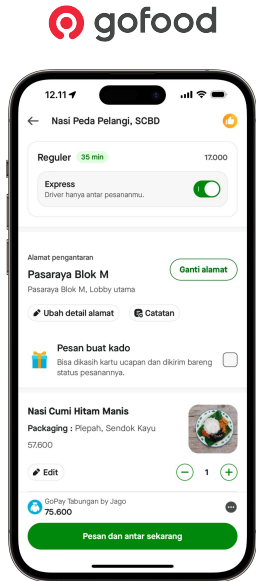 gofood
12.11
Nasi Peda Pelangi, SCBD
Reguler 35 min 17.000
Express
Driver hanya antar pesananmu.
Alamat pengantaran
Pasaraya Blok M
Ganti alamat
Pasaraya Blok M, Lobby utama
Ubah detail alamat Catatan
Pesan buat kado
Bisa dikasih kartu ucapan dan dikirim bareng
status pesanannya.
Nasi Cumi Hitam Manis
Packaging : Plepah, Sendok Kayu
57.600
Edit 1
GoPay Tabungan by Jago
75.600
Pesan dan antar sekarang